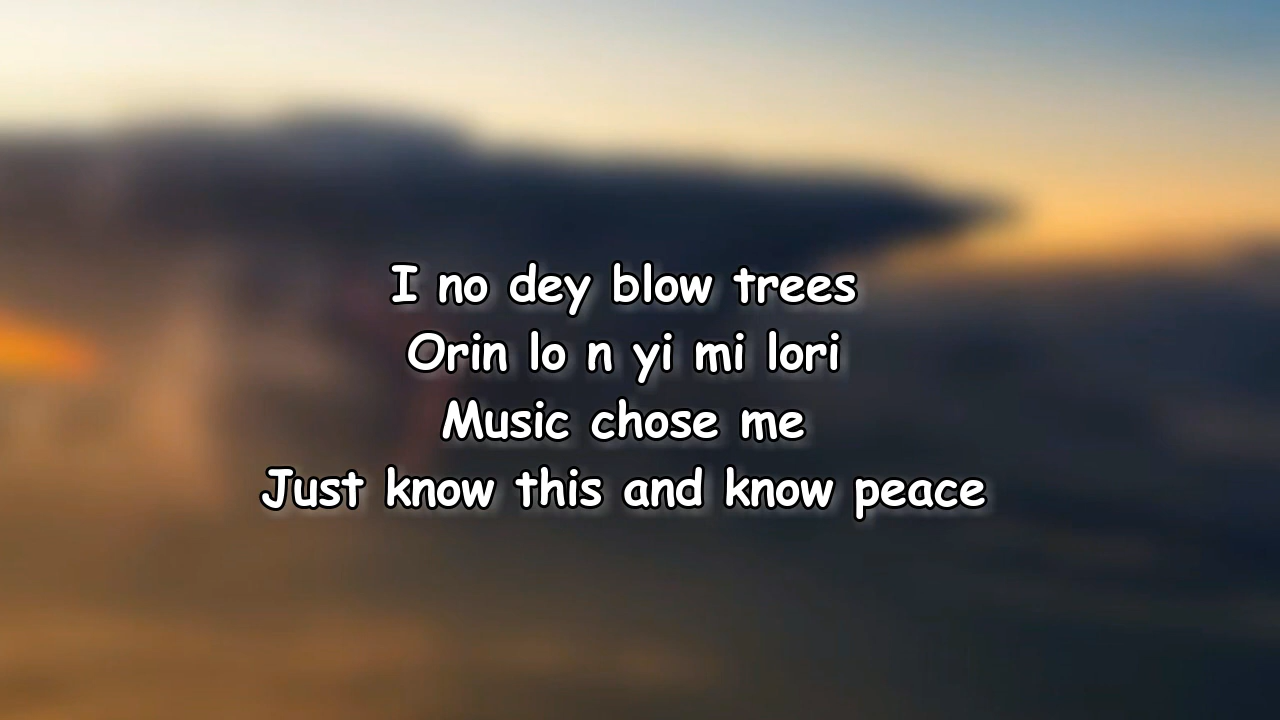 I no dey blow trees
Orin lo n yi mi lori
Music chose me
Just know this and know peace